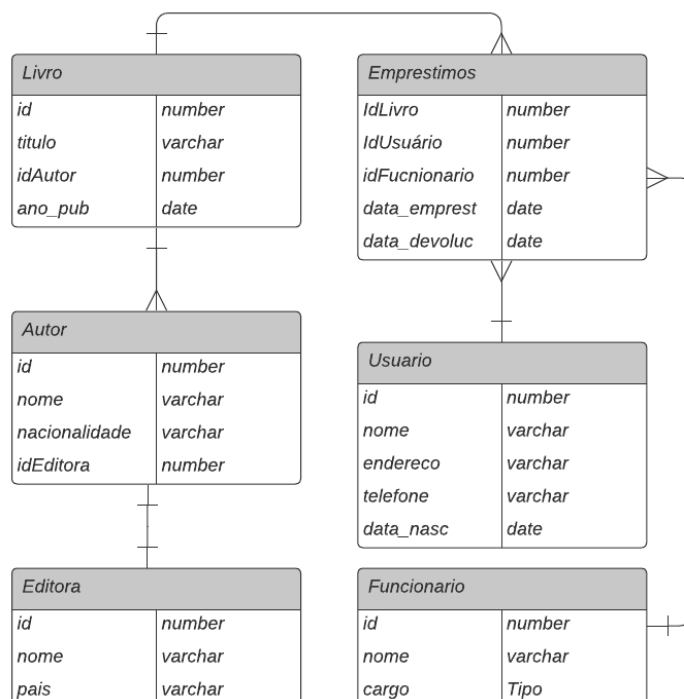 Livro
id number
titulo varchar
idAutor number
ano_pub date
Autor
id number
nome varchar
nacionalidade varchar
idEditora number
Editora
id number
nome varchar
pais varchar
Emprestimos
IdLivro number
IdUsuário number
idFucnionario number
data_emprest date
data_devoluc date
Usuario
id number
nome varchar
endereco varchar
telefone varchar
data_nasc date
Funcionario
id number
nome varchar
cargo Tipo